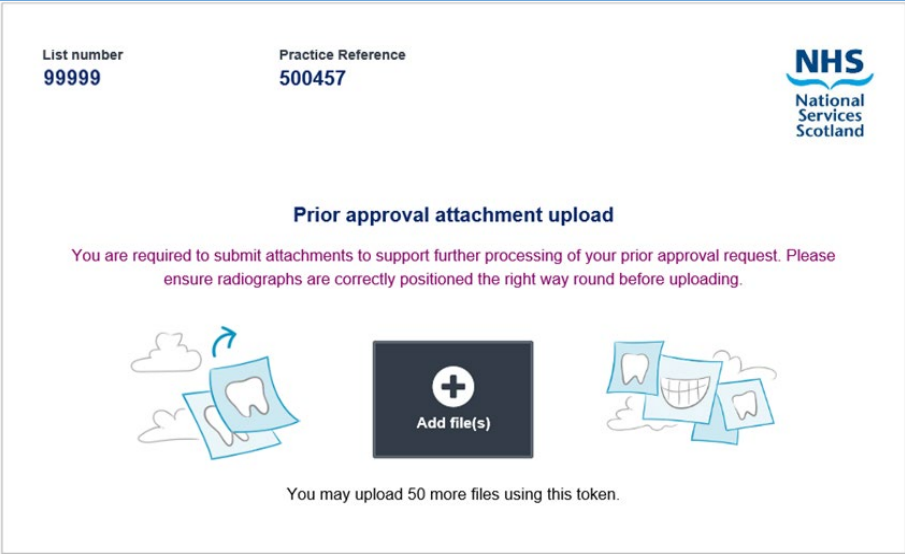 List number
99999
Practice Reference
500457
NHS
National
Services
Scotland
Prior approval attachment upload
You are required to submit attachments to support further processing of your prior approval request. Please
ensure radiographs are correctly positioned the right way round before uploading.
Add file(s)
You may upload 50 more files using this token.